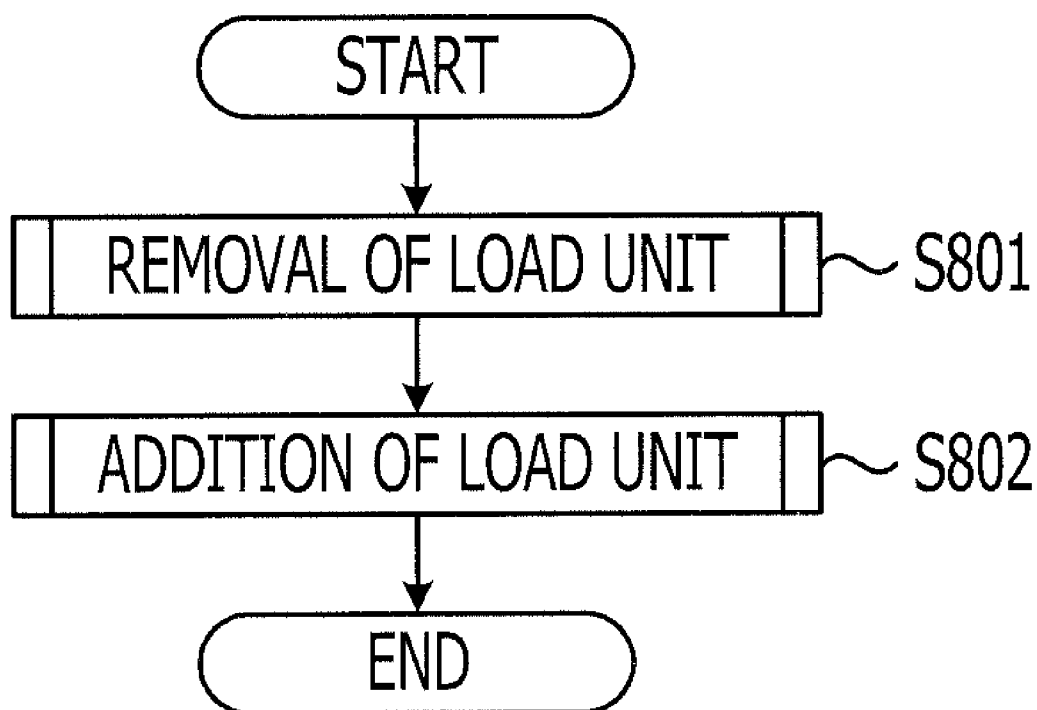 START
REMOVAL OF LOAD UNIT
S801
ADDITION OF LOAD UNIT
S802
END